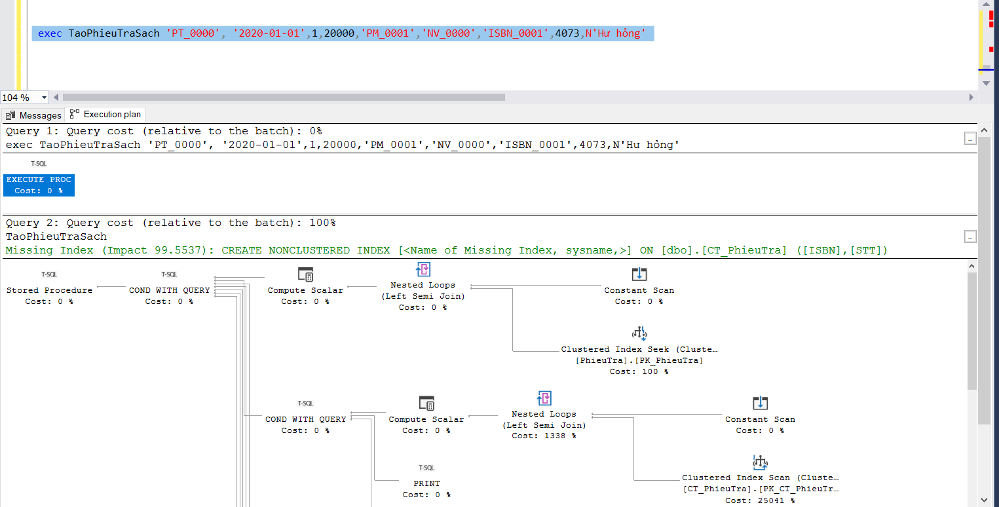 exec TaoPhieuTraSach 'PT_0000', '2020-01-01',1,20000,'PM_0001','NV_0000','ISBN_0001',4073,N'Hư hỏng'
104 %
Messages
Execution plan
Query 1: Query cost (relative to the batch): 0%
exec TaoPhieuTraSach 'PT_0000', '2020-01-01',1,20000,'PM_0001','NV_0000','ISBN_0001',4073,N'Hư hỏng'
T-SQL
EXECUTE PROC
Cost: 0 %
Query 2: Query cost (relative to the batch): 100%
TaoPhieuTraSach
Missing Index (Impact 99.5537): CREATE NONCLUSTERED INDEX [<Name of Missing Index, sysname,>] ON [dbo].[CT_PhieuTra] ([ISBN],[STT])
T-SQL
Stored Procedure
Cost: 0 %
T-SQL
COND WITH QUERY
Cost: 0 %
Compute Scalar
Cost: 0 %
Nested Loops
(Left Semi Join)
Cost: 0 %
Constant Scan
Cost: 0 %
Clustered Index Seek (Cluste…
[PhieuTra].[PK_PhieuTra]
Cost: 100 %
T-SQL
COND WITH QUERY
Cost: 0 %
Compute Scalar
Cost: 0 %
Nested Loops
(Left Semi Join)
Cost: 1338 %
Constant Scan
Cost: 0 %
T-SQL
PRINT
Cost: 0 %
Clustered Index Scan (Cluste…
[CT_PhieuTra].[PK_CT_PhieuTr…
Cost: 25041 %